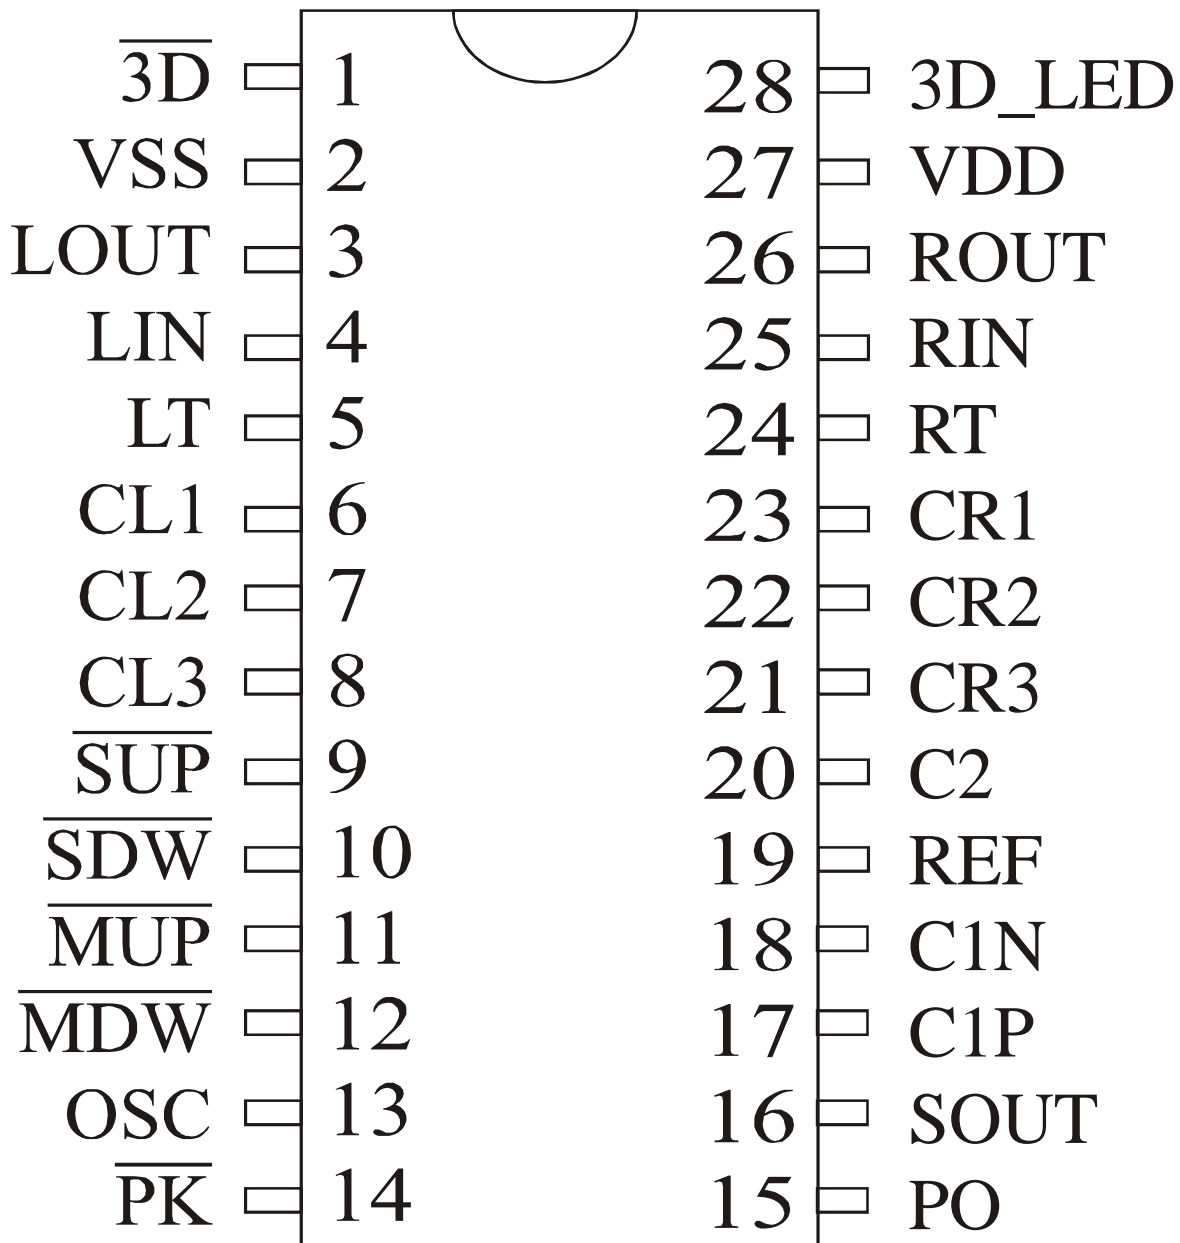 3D 1 28 3D_LED
VSS 2 27 VDD
LOUT 3 26 ROUT
LIN 4 25 RIN
LT 5 24 RT
CL1 6 23 CR1
CL2 7 22 CR2
CL3 8 21 CR3
SUP 9 20 C2
SDW 10 19 REF
MUP 11 18 C1N
MDW 12 17 C1P
OSC 13 16 SOUT
PK 14 15 PO